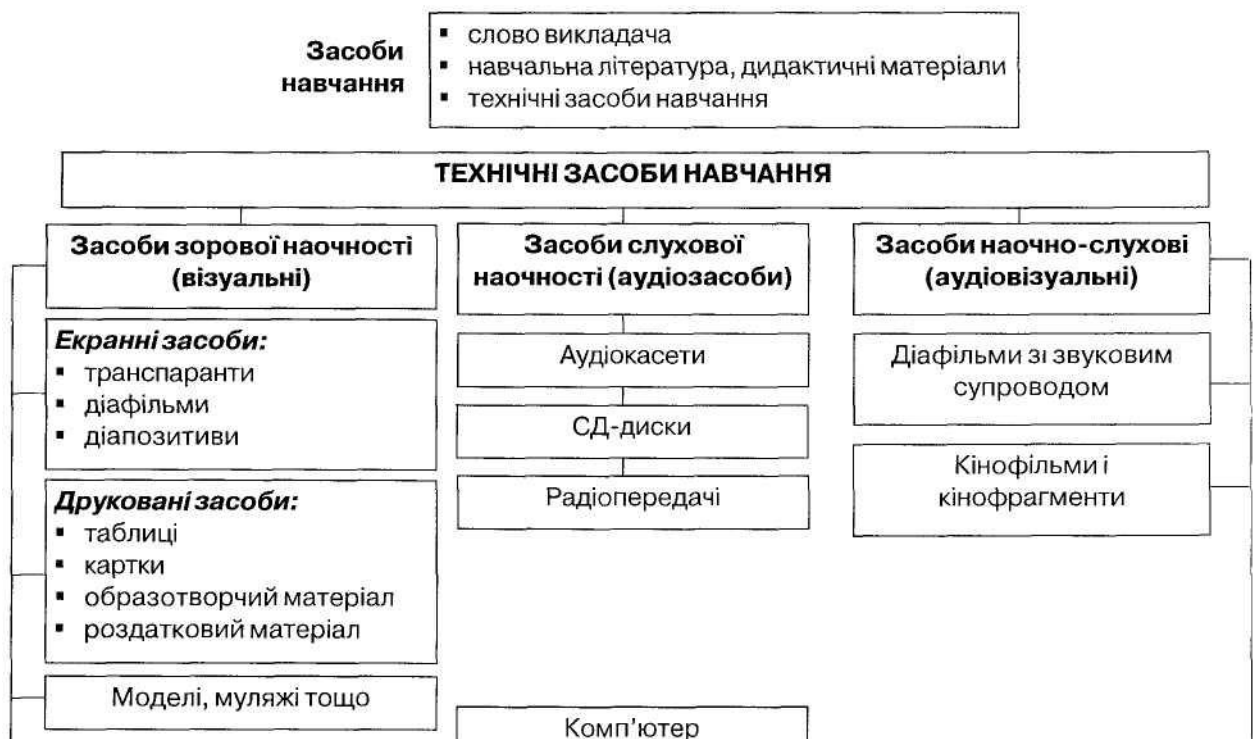 Засоби
навчання
▪ слово викладача
▪ навчальна література, дидактичні матеріали
▪ технічні засоби навчання
ТЕХНІЧНІ ЗАСОБИ НАВЧАННЯ
Засоби зорової наочності
(візуальні)
Екранні засоби:
▪ транспаранти
▪ діафільми
▪ діапозитиви
Друковані засоби:
▪ таблиці
▪ картки
▪ образотворчий матеріал
▪ роздатковий матеріал
Моделі, муляжі тощо
Засоби слухової
наочності (аудіозасоби)
Аудіокасети
СД-диски
Радіопередачі
Комп'ютер
Засоби наочно-слухові
(аудіовізуальні)
Діафільми зі звуковим
супроводом
Кінофільми і
кінофрагменти